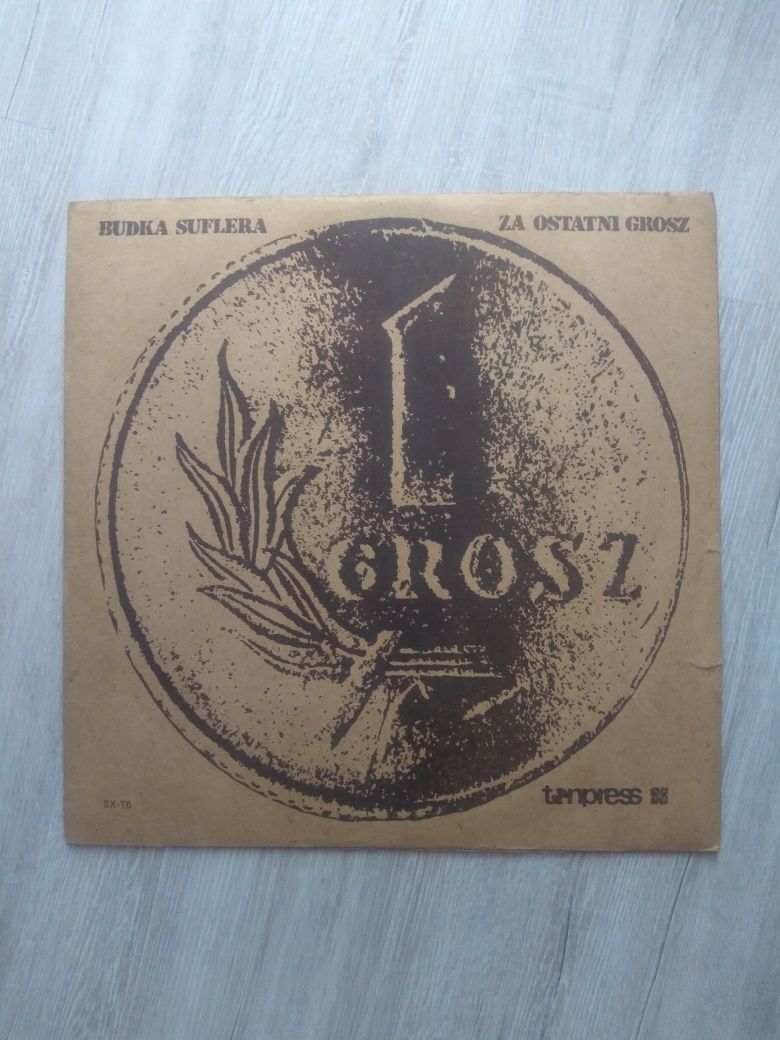 BUDKA SUFLERA
ZA OSTATNI GROSZ
1
GROSZ
SX-T6
tonpress